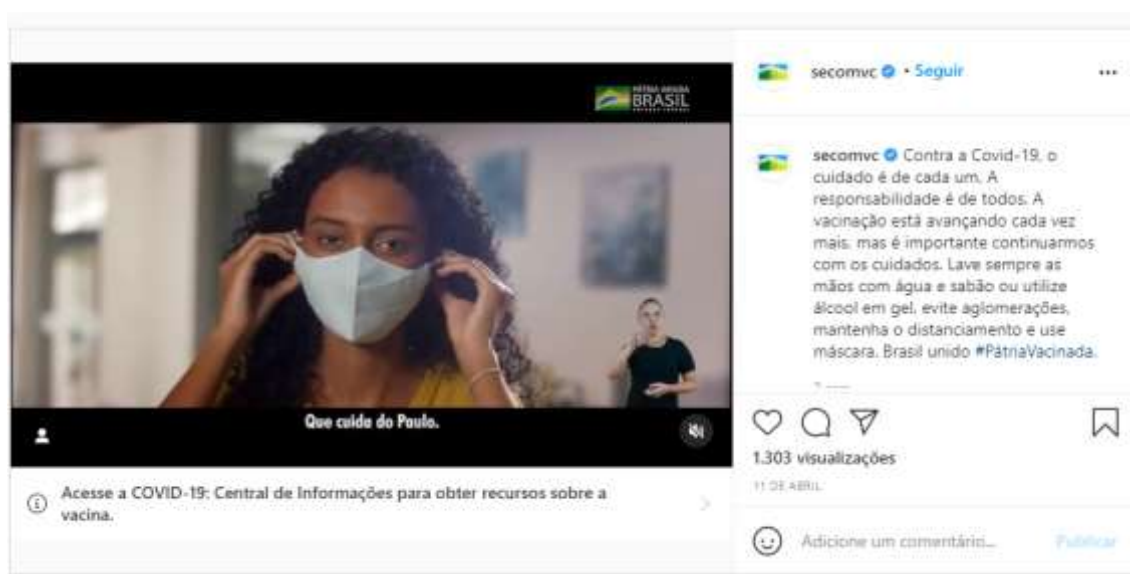 PÁTRIA AMADA
BRASIL
Que cuida do Paulo.
Acesse a COVID-19: Central de Informações para obter recursos sobre a
vacina.
secomvc • Seguir
secomvc Contra a Covid-19, o
cuidado é de cada um. A
responsabilidade é de todos. A
vacinação está avançando cada vez
mais, mas é importante continuarmos
com os cuidados. Lave sempre as
mãos com água e sabão ou utilize
álcool em gel, evite aglomerações,
mantenha o distanciamento e use
máscara. Brasil unido #PátriaVacinada.
1.303 visualizações
11 DE ABRIL
Adicione um comentário... Publicar